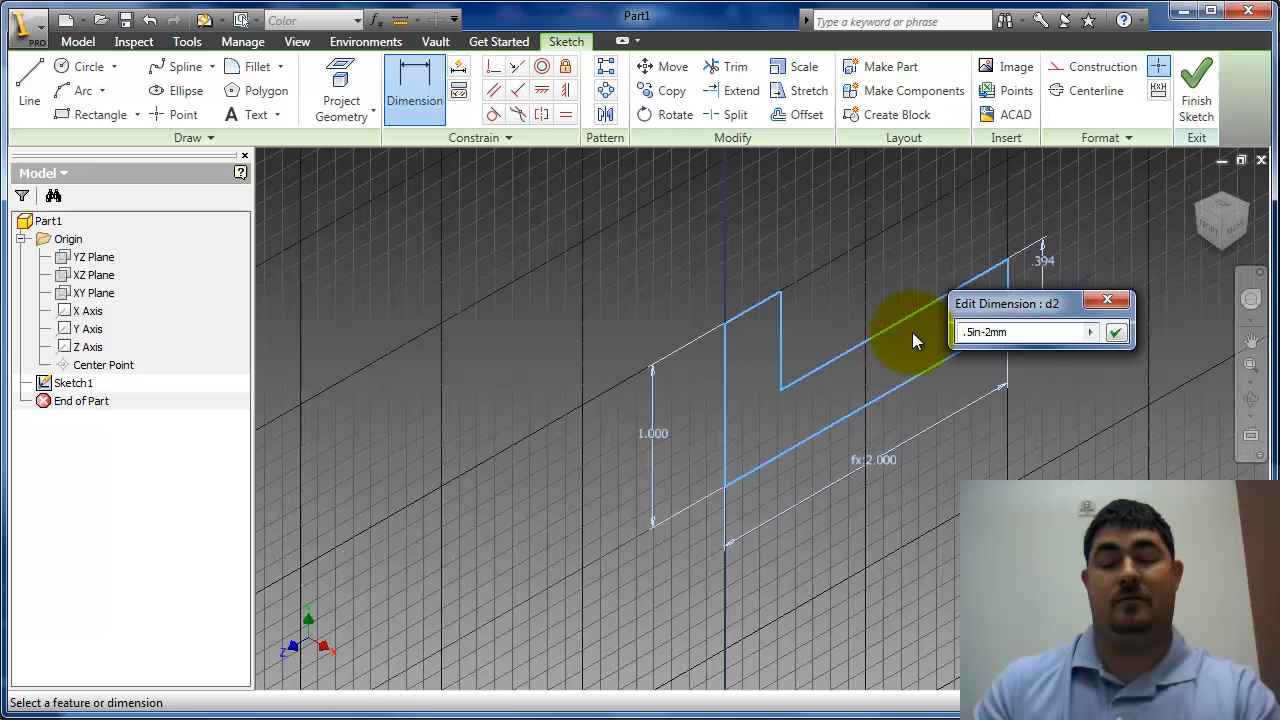 Part1
Color
Type a keyword or phrase
PRO
Model
Inspect
Tools
Manage
View
Environments
Vault
Get Started
Sketch
Line
Circle
Arc
Rectangle
Spline
Ellipse
Point
Fillet
Polygon
Text
Project
Geometry
Draw
Dimension
Constrain
Pattern
Move
Copy
Rotate
Trim
Extend
Split
Scale
Stretch
Offset
Modify
Make Part
Make Components
Create Block
Layout
Image
Points
ACAD
Insert
Construction
Centerline
Format
Finish
Sketch
Exit
Model
Part1
Origin
YZ Plane
XZ Plane
XY Plane
X Axis
Y Axis
Z Axis
Center Point
Sketch1
End of Part
FRONT
RIGHT
.394
Edit Dimension : d2
.5in-2mm
1.000
fx:2.000
Z
X
Select a feature or dimension